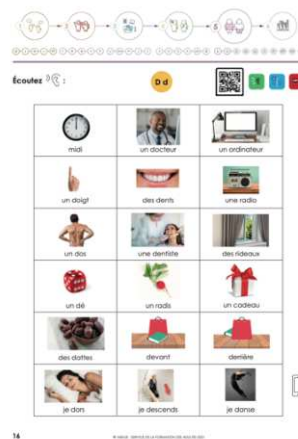 Écoutez :
D d
midi
un docteur
un ordinateur
un doigt
des dents
une radio
un dos
une dentiste
des rideaux
un dé
un radis
un cadeau
des dattes
devant
derrière
je dors
je descends
je danse
16